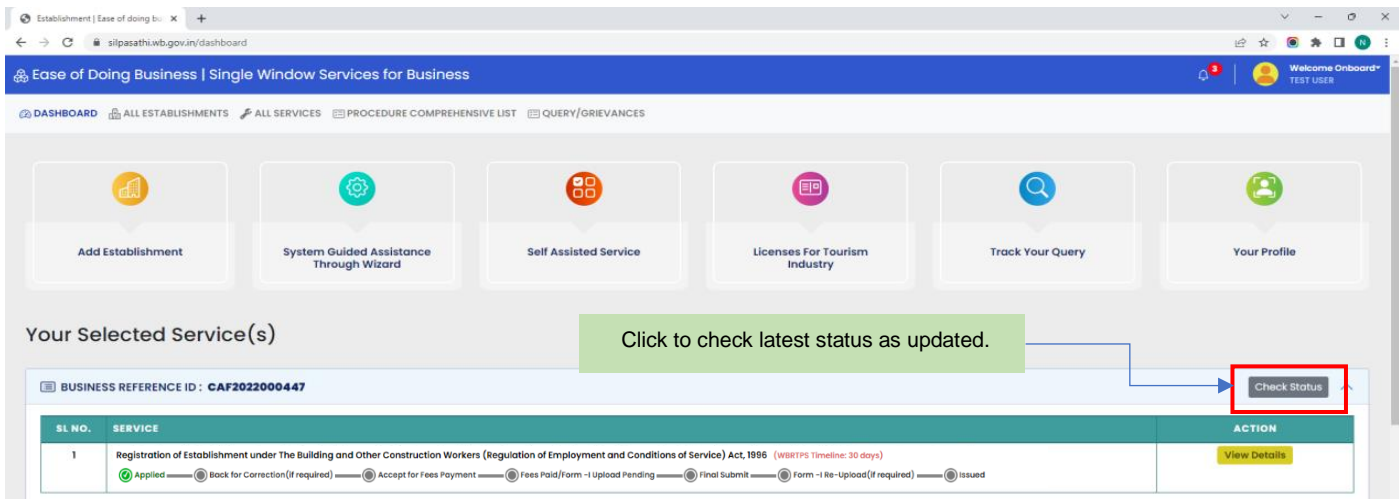 Establishment | Ease of doing bu
silpasathi.wb.gov.in/dashboard
N
Ease of Doing Business | Single Window Services for Business
3
Welcome Onboard
TEST USER
DASHBOARD ALL ESTABLISHMENTS ALL SERVICES PROCEDURE COMPREHENSIVE LIST QUERY/GRIEVANCES
Add Establishment
System Guided Assistance
Through Wizard
Self Assisted Service
Licenses For Tourism
Industry
Track Your Query
Your Profile
Your Selected Service(s)
Click to check latest status as updated.
BUSINESS REFERENCE ID : CAF2022000447
Check Status
SL NO. SERVICE ACTION
1 Registration of Establishment under The Building and Other Construction Workers (Regulation of Employment and Conditions of Service) Act, 1996 (WBRTPS Timeline: 30 days) View Details
Applied Back for Correction(if required) Accept for Fees Payment Fees Paid/Form -I Upload Pending Final Submit Form -I Re-Upload(if required) Issued